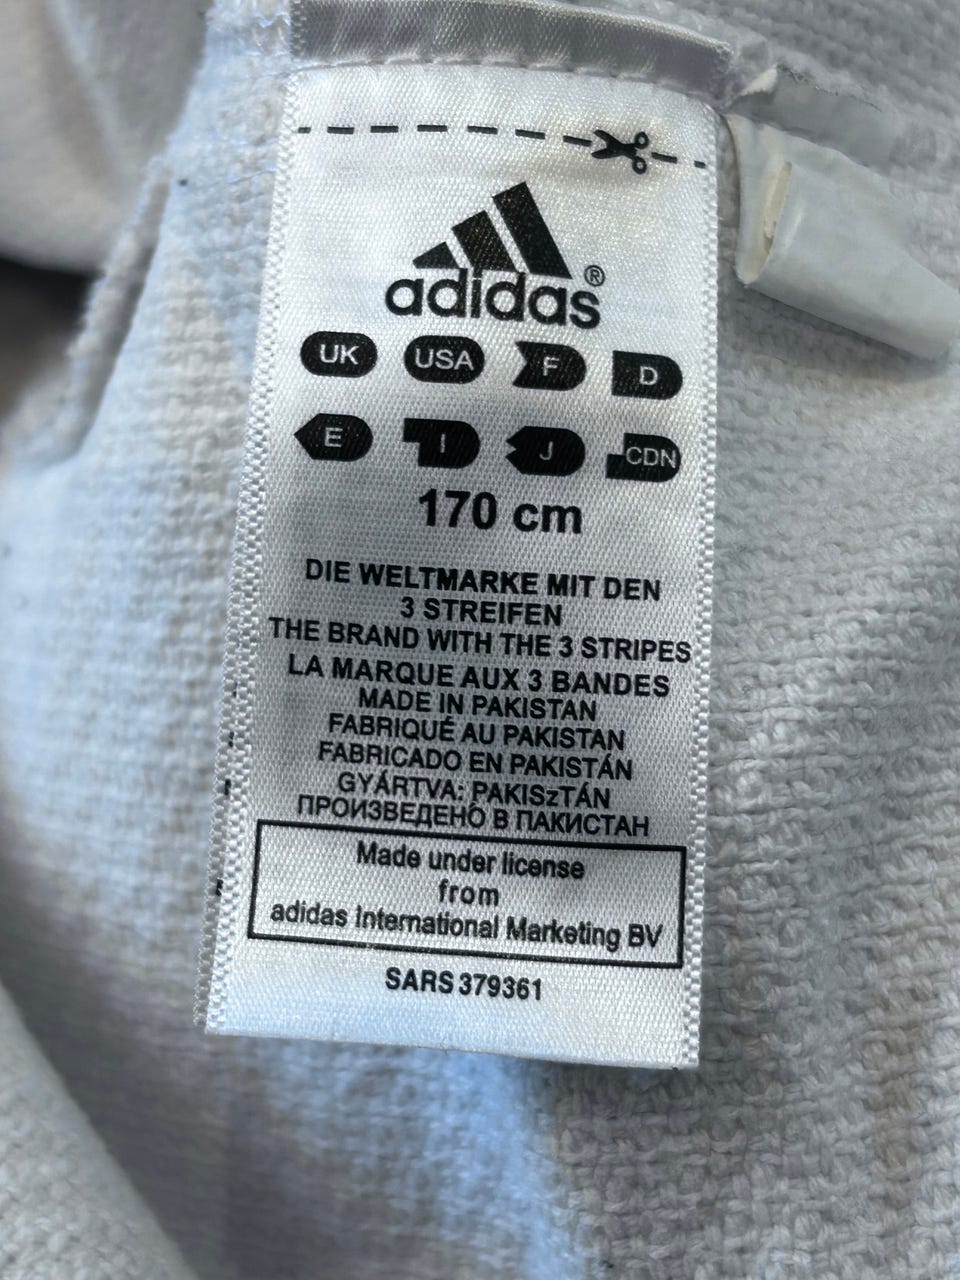 adidas®
UK USA F D
E I J CDN
170 cm
DIE WELTMARKE MIT DEN
3 STREIFEN
THE BRAND WITH THE 3 STRIPES
LA MARQUE AUX 3 BANDES
MADE IN PAKISTAN
FABRIQUÉ AU PAKISTAN
FABRICADO EN PAKISTÁN
GYÁRTVA: PAKISzTÁN
ПРОИЗВЕДЕНО В ПАКИСТАН
Made under license
from
adidas International Marketing BV
SARS 379361